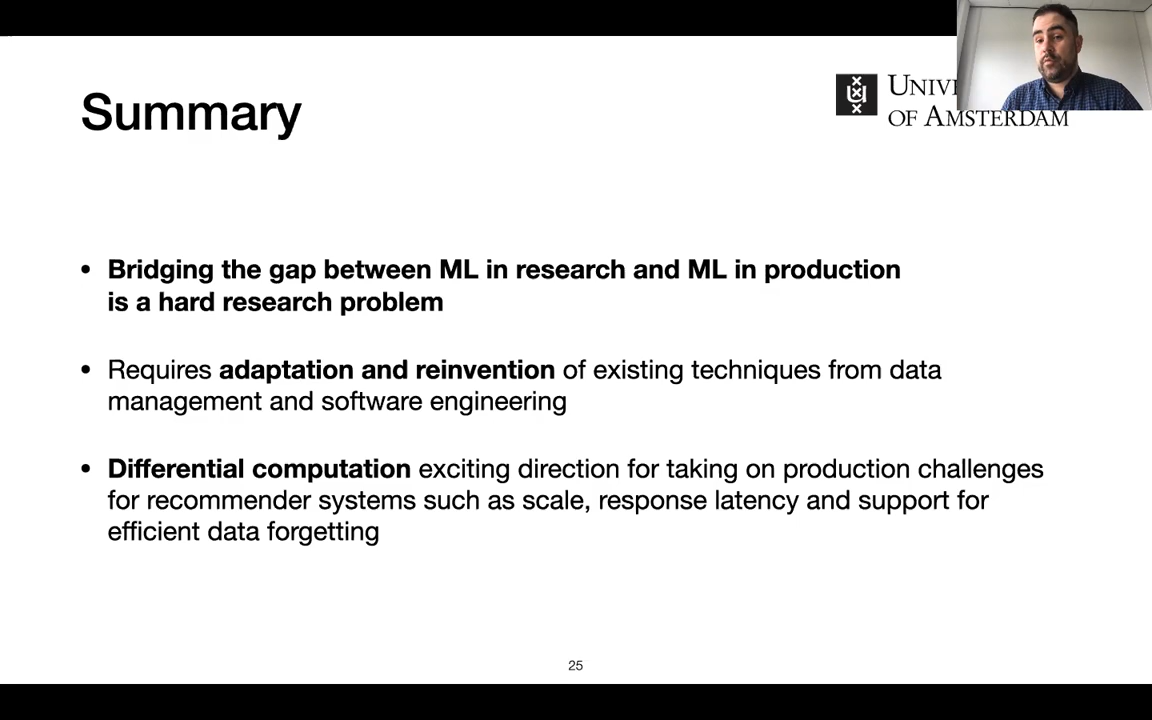 Summary
OF AMSTERDAM
• Bridging the gap between ML in research and ML in production
is a hard research problem
• Requires adaptation and reinvention of existing techniques from data
management and software engineering
• Differential computation exciting direction for taking on production challenges
for recommender systems such as scale, response latency and support for
efficient data forgetting
25